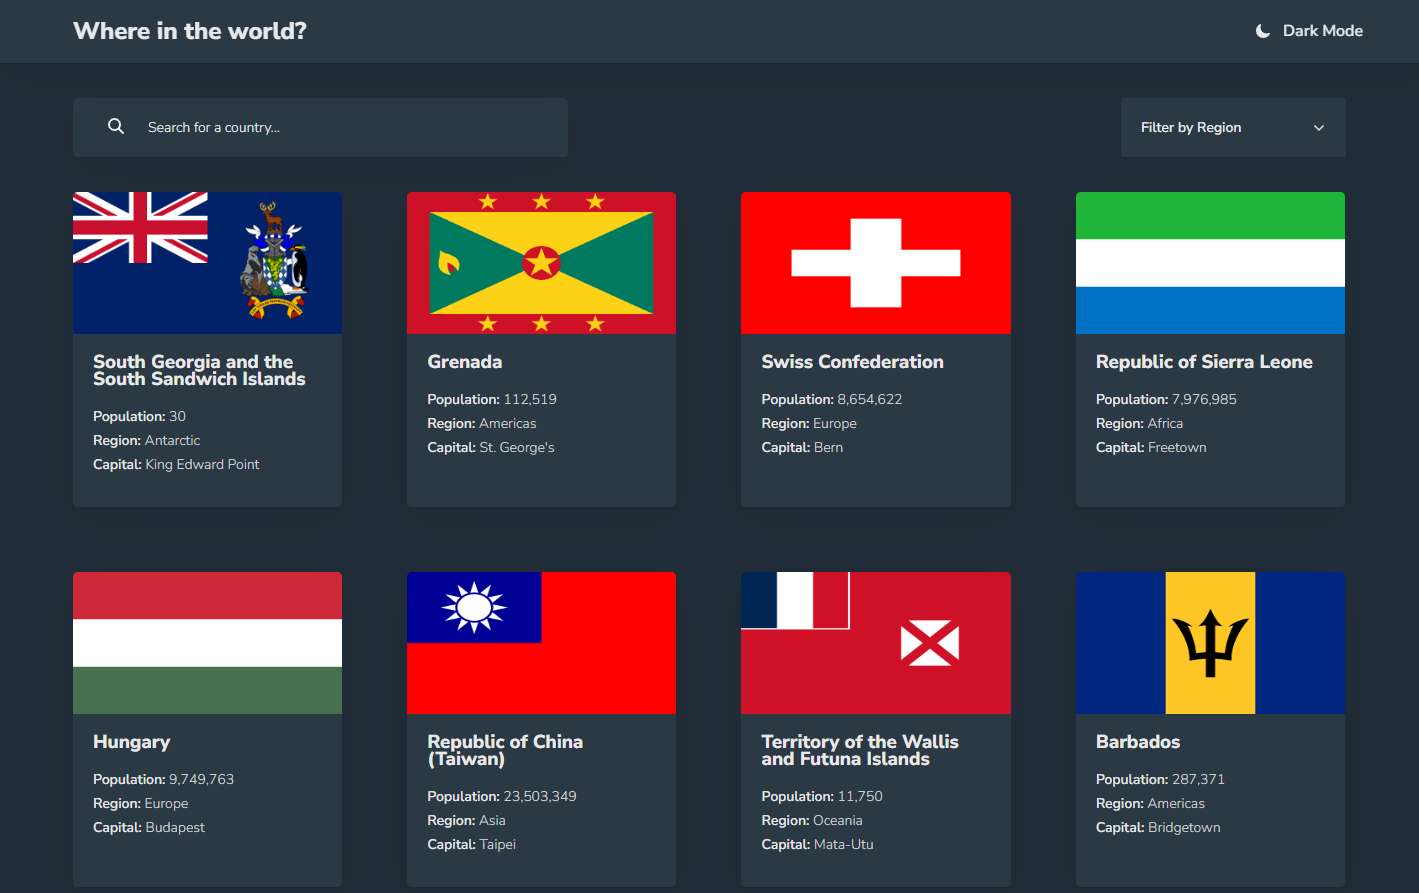 Where in the world?
Dark Mode
Search for a country...
Filter by Region
South Georgia and the
South Sandwich Islands
Population: 30
Region: Antarctic
Capital: King Edward Point
Grenada
Population: 112,519
Region: Americas
Capital: St. George's
Swiss Confederation
Population: 8,654,622
Region: Europe
Capital: Bern
Republic of Sierra Leone
Population: 7,976,985
Region: Africa
Capital: Freetown
Hungary
Population: 9,749,763
Region: Europe
Capital: Budapest
Republic of China
(Taiwan)
Population: 23,503,349
Region: Asia
Capital: Taipei
Territory of the Wallis
and Futuna Islands
Population: 11,750
Region: Oceania
Capital: Mata-Utu
Barbados
Population: 287,371
Region: Americas
Capital: Bridgetown